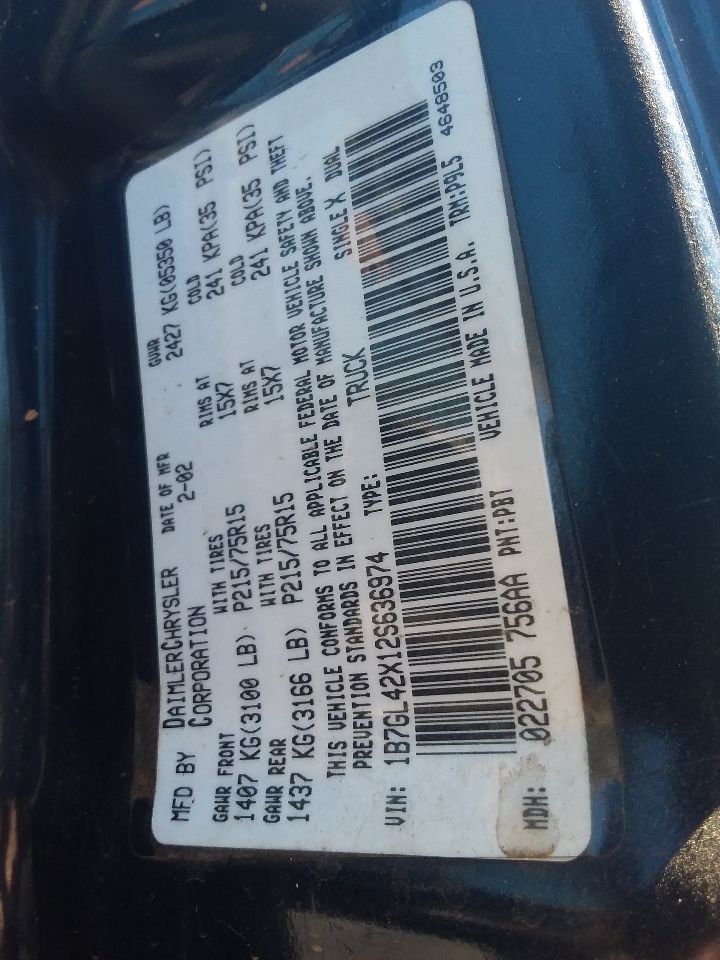 MFD BY DAIMLERCHRYSLER CORPORATION DATE OF MFR 2-02 GVWR 2427 KG(05350 LB)
GAWR FRONT WITH TIRES RIMS AT COLD
1407 KG(3100 LB) P215/75R15 15X7 241 KPA(35 PSI)
GAWR REAR WITH TIRES RIMS AT COLD
1437 KG(3166 LB) P215/75R15 15X7 241 KPA(35 PSI)
THIS VEHICLE CONFORMS TO ALL APPLICABLE FEDERAL MOTOR VEHICLE SAFETY AND THEFT
PREVENTION STANDARDS IN EFFECT ON THE DATE OF MANUFACTURE SHOWN ABOVE.
VIN: 1B7GL42X12S636974 TYPE: TRUCK SINGLE X DUAL
MDH: 022705 756AA PNT:PBT VEHICLE MADE IN U.S.A. TRM:P9L5
4648503